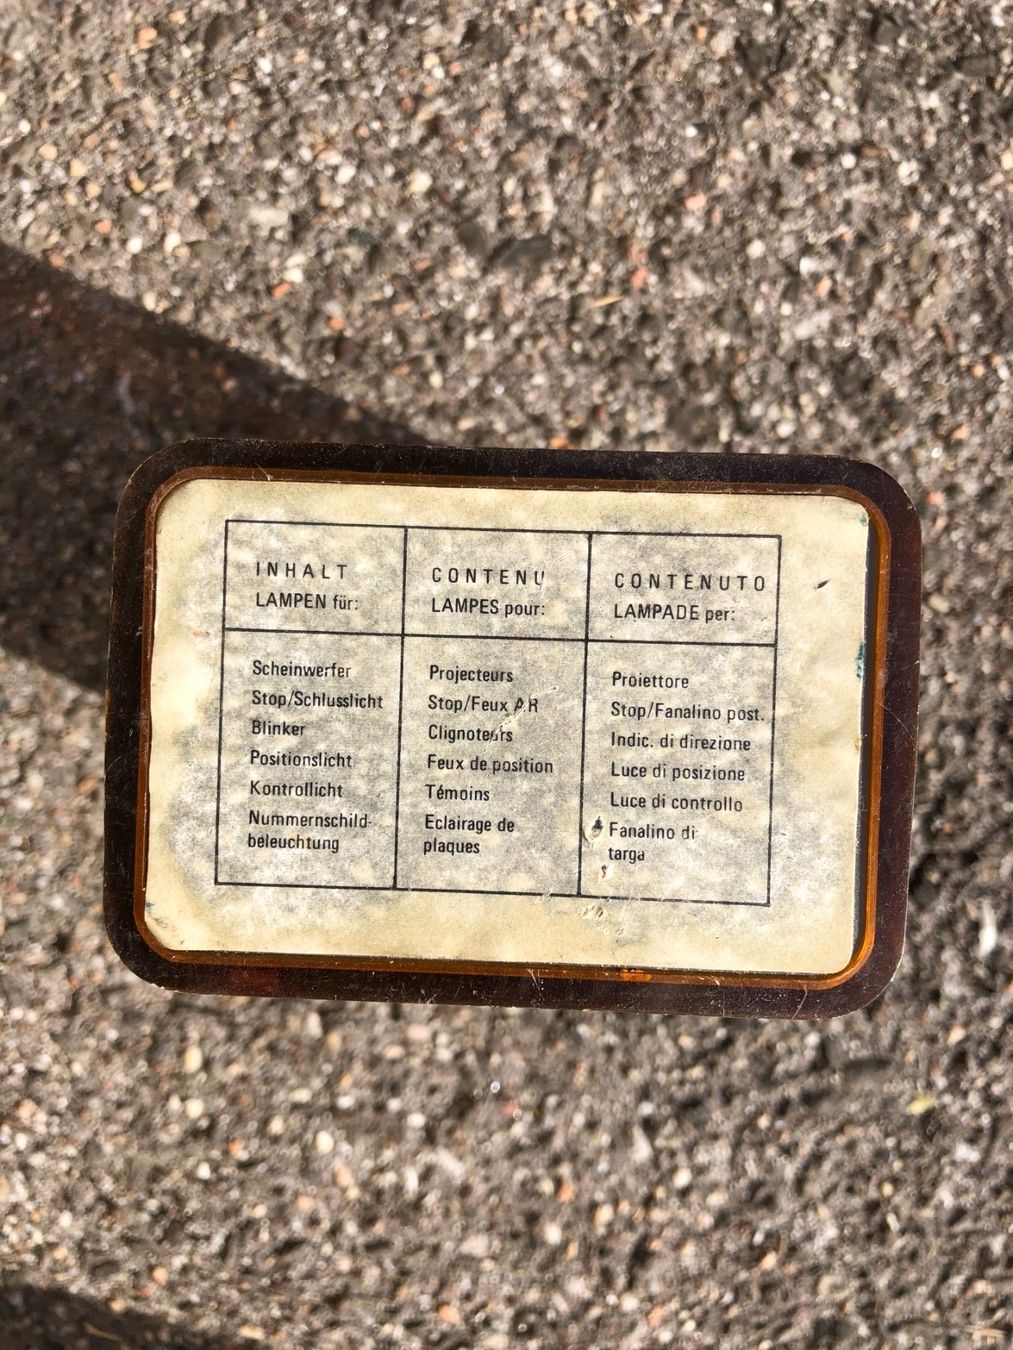 INHALT
LAMPEN für:
Scheinwerfer
Stop/Schlusslicht
Blinker
Positionslicht
Kontrollicht
Nummernschild-
beleuchtung
CONTENU
LAMPES pour:
Projecteurs
Stop/Feux AR
Clignoteurs
Feux de position
Témoins
Eclairage de
plaques
CONTENUTO
LAMPADE per:
Proiettore
Stop/Fanalino post.
Indic. di direzione
Luce di posizione
Luce di controllo
Fanalino di
targa